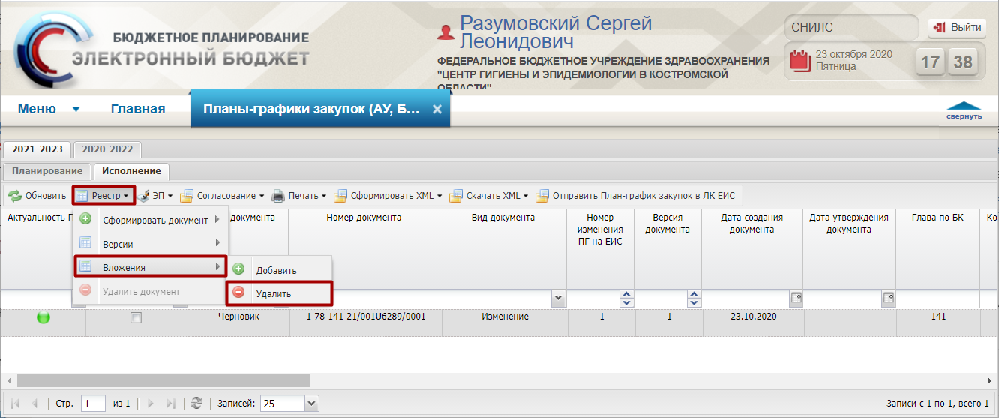 БЮДЖЕТНОЕ ПЛАНИРОВАНИЕ
ЭЛЕКТРОННЫЙ БЮДЖЕТ
Разумовский Сергей
Леонидович
ФЕДЕРАЛЬНОЕ БЮДЖЕТНОЕ УЧРЕЖДЕНИЕ ЗДРАВООХРАНЕНИЯ
"ЦЕНТР ГИГИЕНЫ И ЭПИДЕМИОЛОГИИ В КОСТРОМСКОЙ
ОБЛАСТИ"
СНИЛС
Выйти
23 октября 2020
Пятница
17 38
Меню Главная Планы-графики закупок (АУ, Б... ×
свернуть
2021-2023 2020-2022
Планирование Исполнение
Обновить Реестр ЭП Согласование Печать Сформировать XML Скачать XML Отправить План-график закупок в ЛК ЕИС
Актуальность П документа Номер документа Вид документа Номер изменения ПГ на ЕИС Версия документа Дата создания документа Дата утверждения документа Глава по БК Ко
Сформировать документ
Версии
Вложения
Удалить документ
Добавить
Удалить
Черновик 1-78-141-21/001U6289/0001 Изменение 1 1 23.10.2020 141
Стр. 1 из 1 Записей: 25 Записи с 1 по 1, всего 1